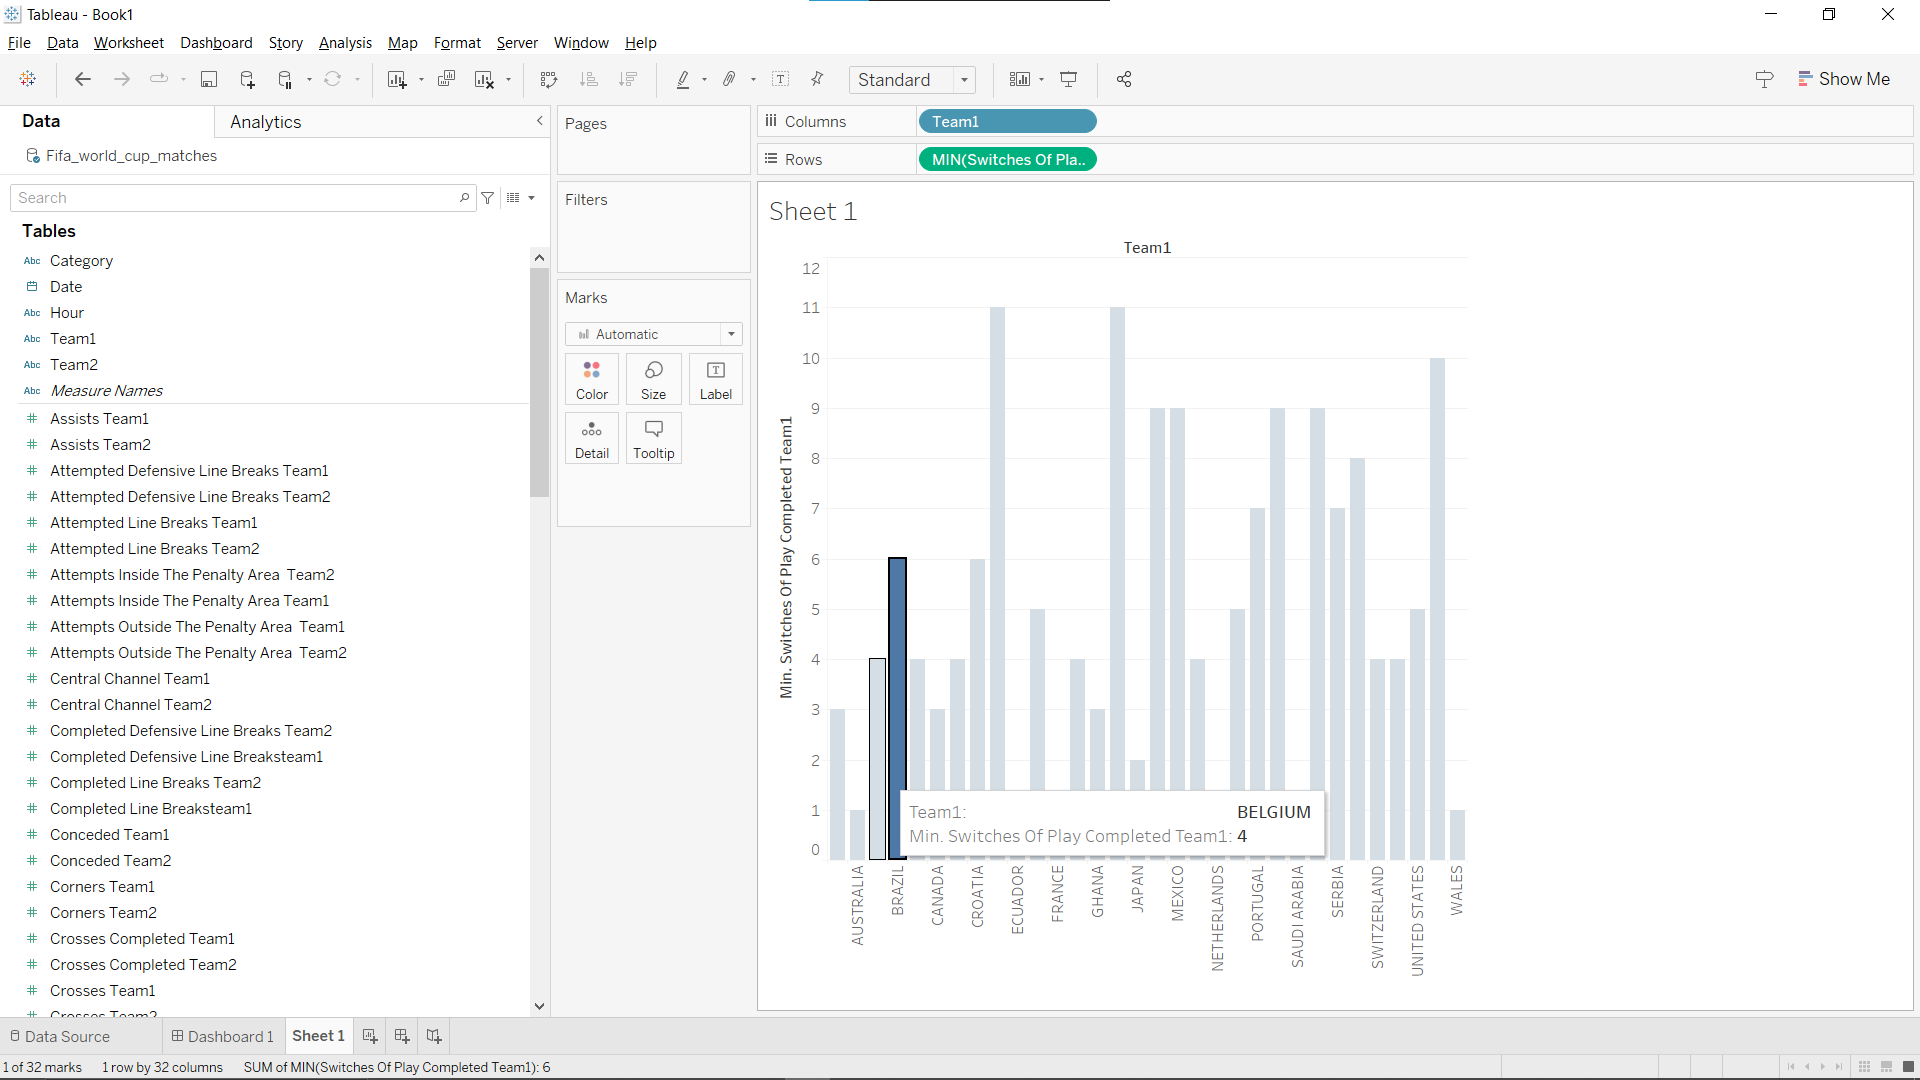 Tableau - Book1
File Data Worksheet Dashboard Story Analysis Map Format Server Window Help
Standard
Show Me
Data
Analytics
Fifa_world_cup_matches
Search
Tables
Abc Category
Date
Abc Hour
Abc Team1
Abc Team2
Abc Measure Names
Assists Team1
Assists Team2
Attempted Defensive Line Breaks Team1
Attempted Defensive Line Breaks Team2
Attempted Line Breaks Team1
Attempted Line Breaks Team2
Attempts Inside The Penalty Area  Team2
Attempts Inside The Penalty Area Team1
Attempts Outside The Penalty Area  Team1
Attempts Outside The Penalty Area  Team2
Central Channel Team1
Central Channel Team2
Completed Defensive Line Breaks Team2
Completed Defensive Line Breaksteam1
Completed Line Breaks Team2
Completed Line Breaksteam1
Conceded Team1
Conceded Team2
Corners Team1
Corners Team2
Crosses Completed Team1
Crosses Completed Team2
Crosses Team1
Crosses Team2
Pages
Filters
Marks
Automatic
Color Size Label
Detail Tooltip
Columns Team1
Rows MIN(Switches Of Pla..
Sheet 1
Team1
12
11
10
9
8
7
6
5
4
3
2
1
0
Min. Switches Of Play Completed Team1
Team1: BELGIUM
Min. Switches Of Play Completed Team1: 4
AUSTRALIA
BRAZIL
CANADA
CROATIA
ECUADOR
FRANCE
GHANA
JAPAN
MEXICO
NETHERLANDS
PORTUGAL
SAUDI ARABIA
SERBIA
SWITZERLAND
UNITED STATES
WALES
Data Source
Dashboard 1
Sheet 1
1 of 32 marks 1 row by 32 columns SUM of MIN(Switches Of Play Completed Team1): 6